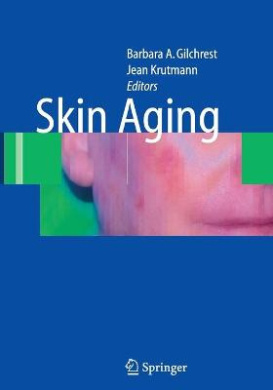 Barbara A. Gilchrest
Jean Krutmann
Editors
Skin Aging
Springer